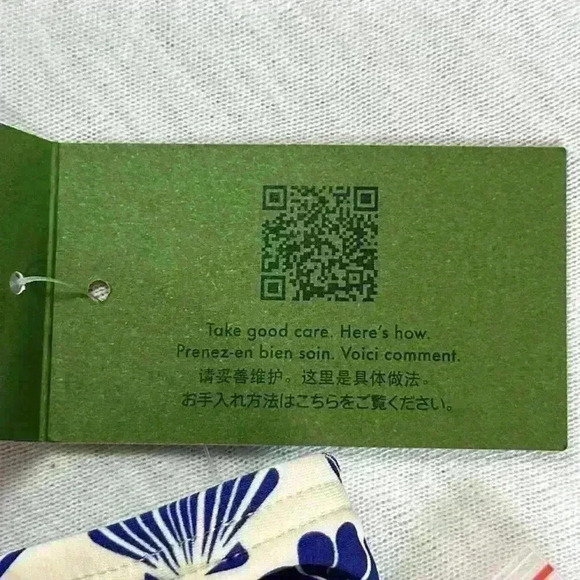 Take good care. Here's how.
Prenez-en bien soin. Voici comment.
请妥善维护。这里是具体做法。
お手入れ方法はこちらをご覧ください。